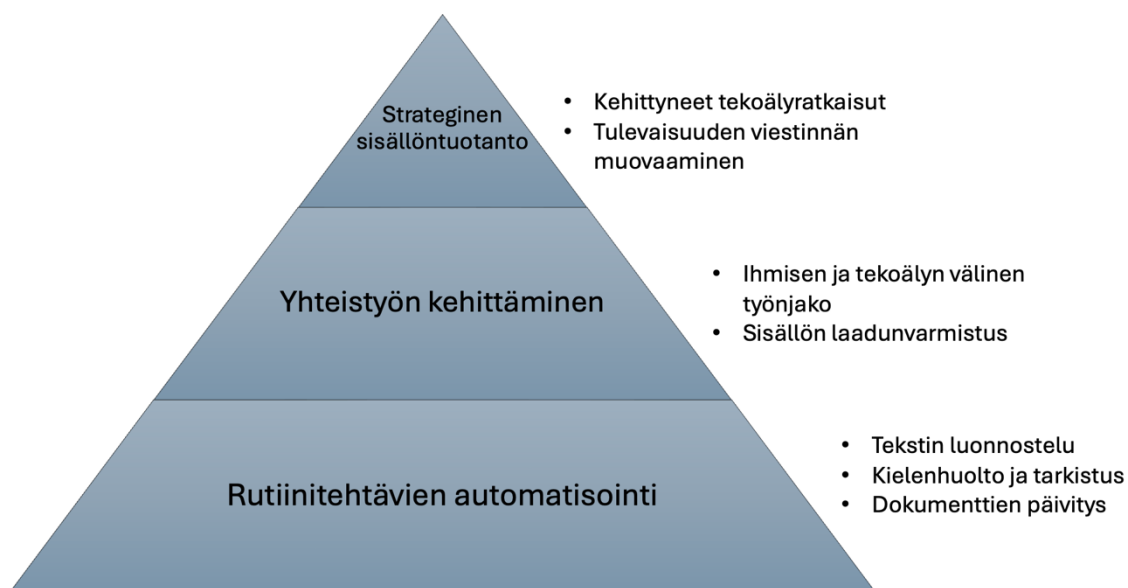 Strateginen
sisällöntuotanto
• Kehittyneet tekoälyratkaisut
• Tulevaisuuden viestinnän
muovaaminen
Yhteistyön kehittäminen
• Ihmisen ja tekoälyn välinen
työnjako
• Sisällön laadunvarmistus
Rutiinitehtävien automatisointi
• Tekstin luonnostelu
• Kielenhuolto ja tarkistus
• Dokumenttien päivitys